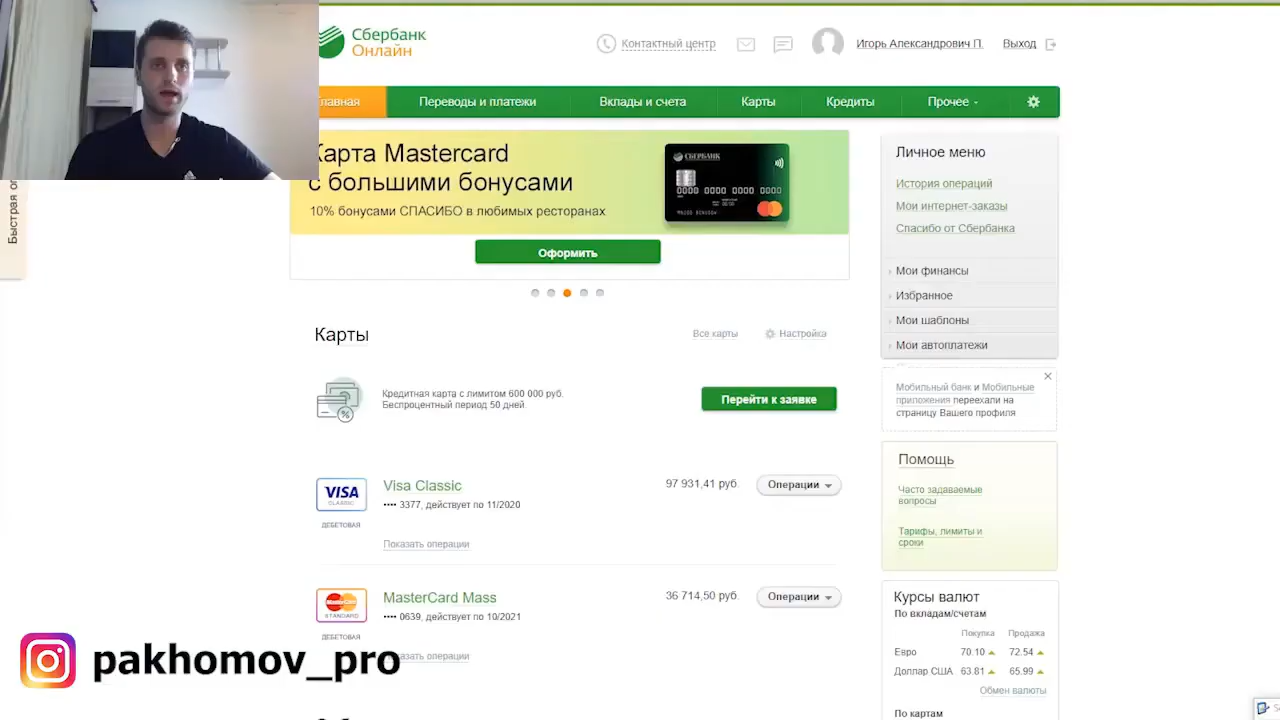 Сбербанк
Онлайн
Контактный центр
Игорь Александрович П.
Выход
лавная
Переводы и платежи
Вклады и счета
Карты
Кредиты
Прочее
Быстрая оп
Карта Mastercard
с большими бонусами
10% бонусами СПАСИБО в любимых ресторанах
СБЕРБАНК
Оформить
Карты
Все карты
Настройка
Кредитная карта с лимитом 600 000 руб.
Беспроцентный период 50 дней.
Перейти к заявке
VISA
CLASSIC
ДЕБЕТОВАЯ
Visa Classic
•••• 3377, действует по 11/2020
97 931,41 руб.
Операции
Показать операции
MasterCard
STANDARD
ДЕБЕТОВАЯ
MasterCard Mass
•••• 0639, действует по 10/2021
36 714,50 руб.
Операции
казать операции
pakhomov_pro
Личное меню
История операций
Мои интернет-заказы
Спасибо от Сбербанка
Мои финансы
Избранное
Мои шаблоны
Мои автоплатежи
Мобильный банк и Мобильные
приложения переехали на
страницу Вашего профиля
Помощь
Часто задаваемые
вопросы
Тарифы, лимиты и
сроки
Курсы валют
По вкладам/счетам
Покупка Продажа
Евро 70.10 72.54
Доллар США 63.81 65.99
Обмен валюты
По картам